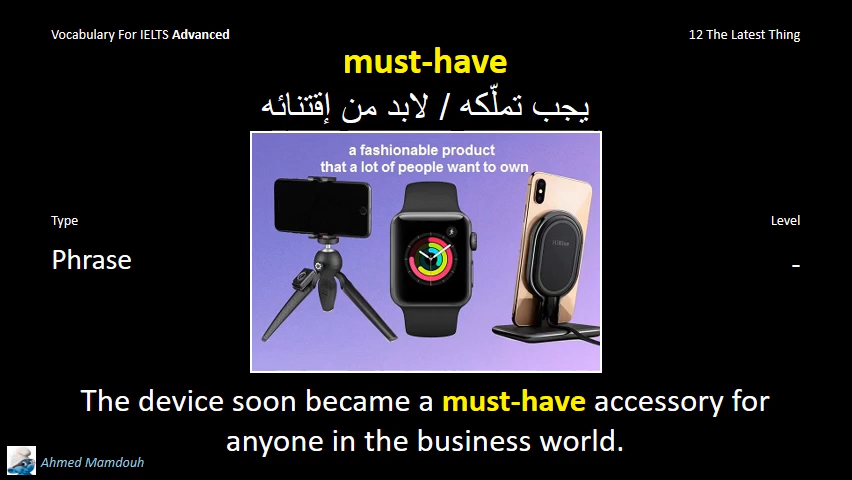 Vocabulary For IELTS Advanced
12 The Latest Thing
must-have
يجب تملّكه / لابد من إقتنائه
a fashionable product
that a lot of people want to own
Type
Level
Phrase
-
The device soon became a must-have accessory for
anyone in the business world.
Ahmed Mamdouh